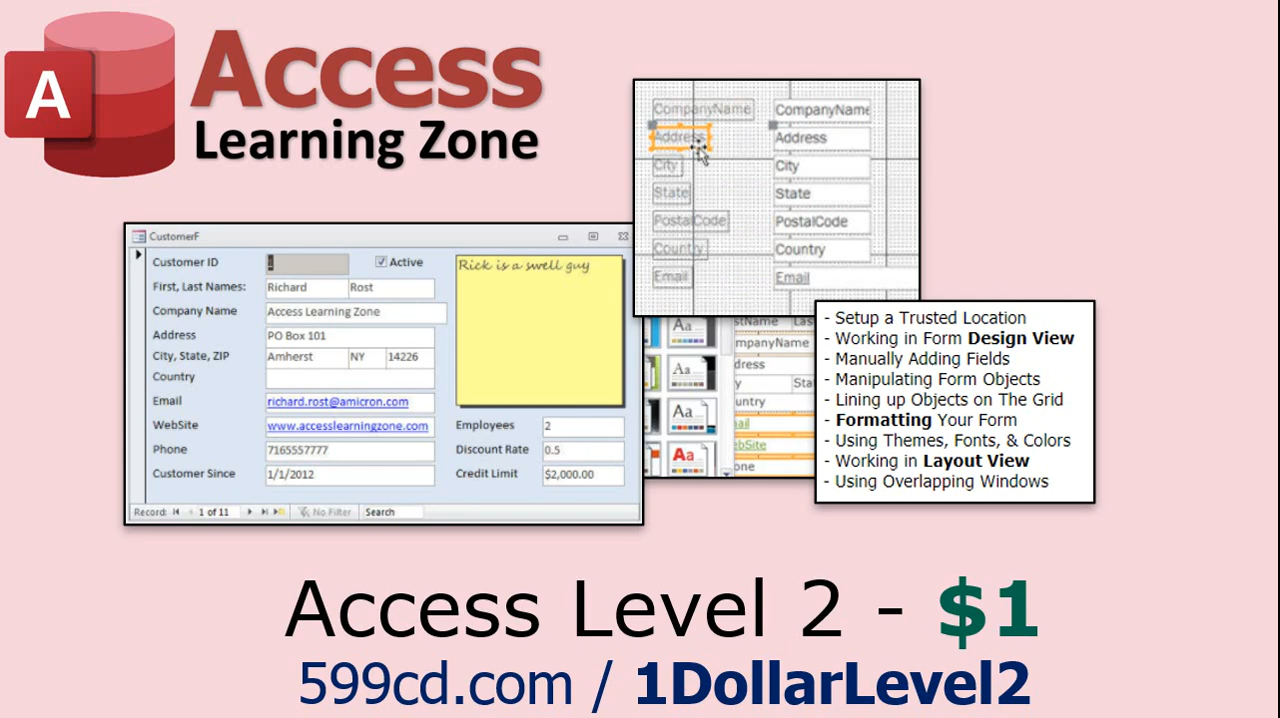 A
Access
Learning Zone
CompanyName CompanyName
Address Address
City City
State State
PostalCode PostalCode
Country Country
Email Email
CustomerF
Customer ID Active
First, Last Names: Richard Rost
Company Name Access Learning Zone
Address PO Box 101
City, State, ZIP Amherst NY 14226
Country
Email richard.rost@amicron.com
WebSite www.accesslearningzone.com
Phone 7165557777
Customer Since 1/1/2012
Rick is a swell guy
Employees 2
Discount Rate 0.5
Credit Limit $2,000.00
Record: 1 of 11 No Filter Search
Aa
Aa
Aa
Aa
- Setup a Trusted Location
- Working in Form Design View
- Manually Adding Fields
- Manipulating Form Objects
- Lining up Objects on The Grid
- Formatting Your Form
- Using Themes, Fonts, & Colors
- Working in Layout View
- Using Overlapping Windows
Access Level 2 - $1
599cd.com / 1DollarLevel2